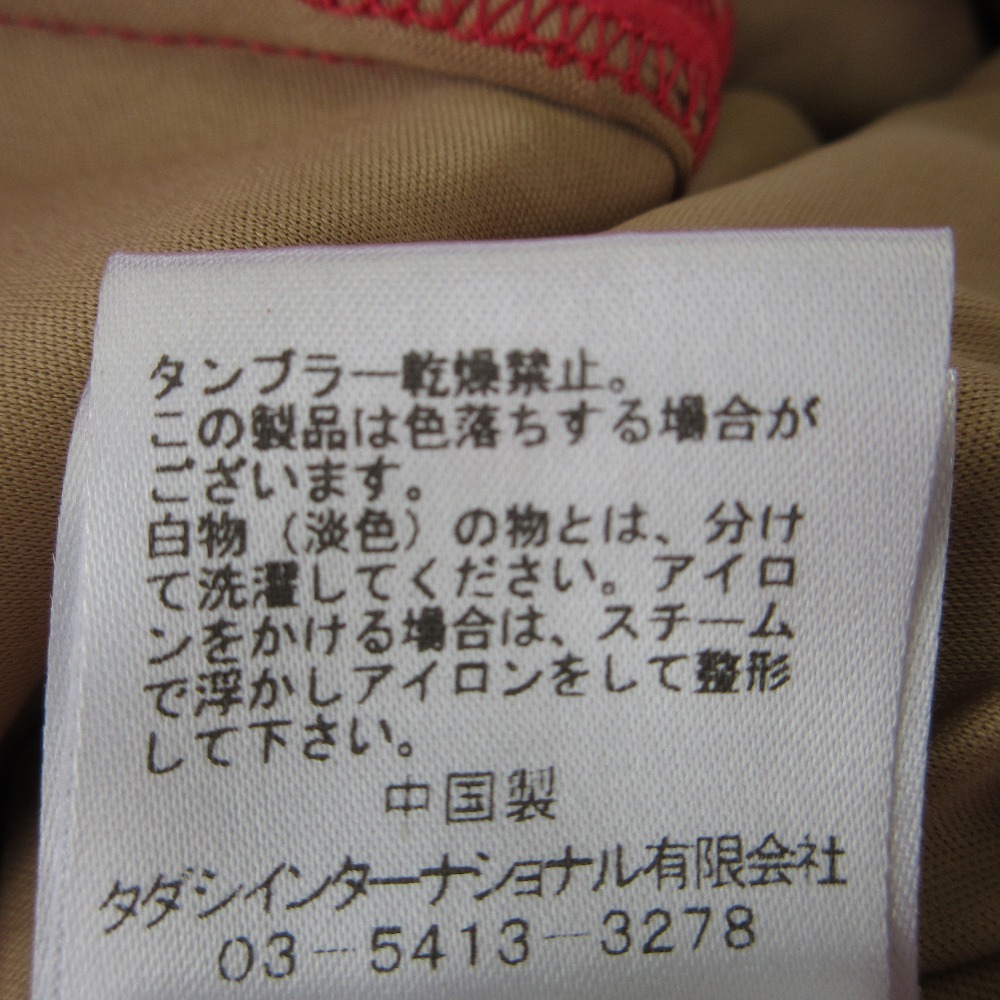 タンブラー乾燥禁止。
この製品は色落ちする場合が
ございます。
白物（淡色）の物とは、分け
て洗濯してください。アイロ
ンをかける場合は、スチーム
で浮かしアイロンをして整形
して下さい。
中国製
タダシインターナショナル有限会社
03-5413-3278